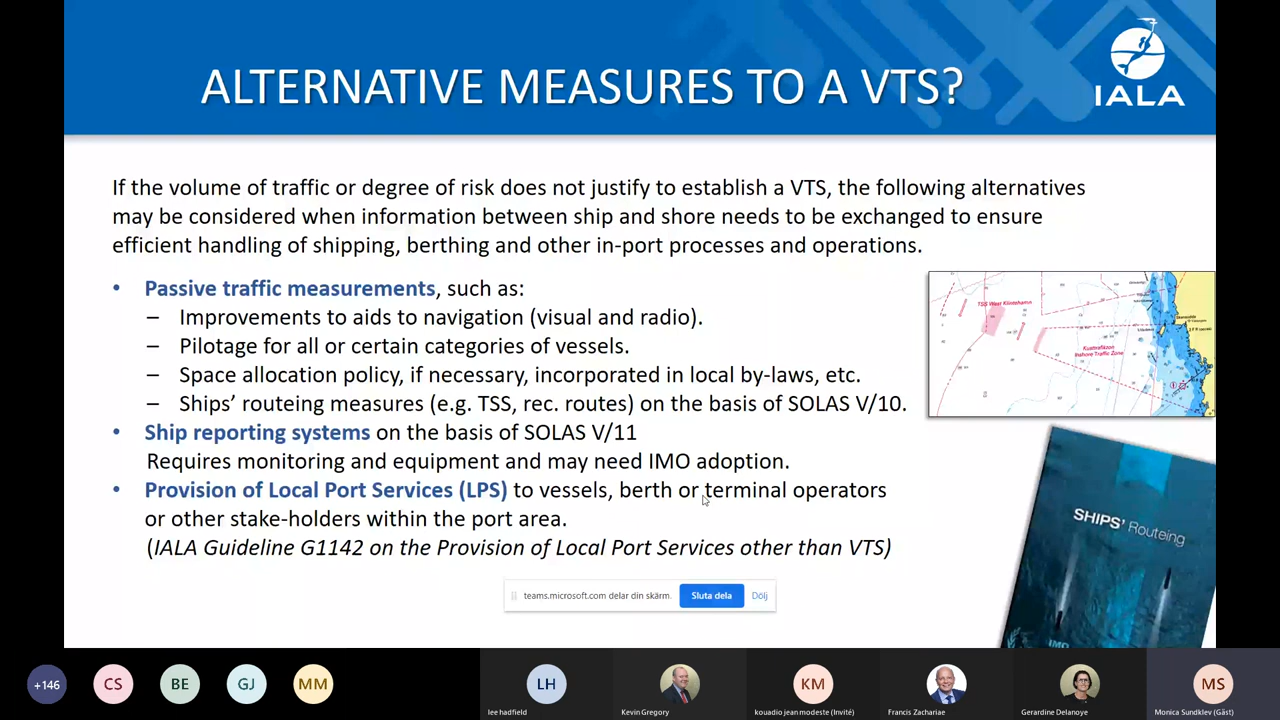 ALTERNATIVE MEASURES TO A VTS?
IALA
If the volume of traffic or degree of risk does not justify to establish a VTS, the following alternatives
may be considered when information between ship and shore needs to be exchanged to ensure
efficient handling of shipping, berthing and other in-port processes and operations.
• Passive traffic measurements, such as:
– Improvements to aids to navigation (visual and radio).
– Pilotage for all or certain categories of vessels.
– Space allocation policy, if necessary, incorporated in local by-laws, etc.
– Ships’ routeing measures (e.g. TSS, rec. routes) on the basis of SOLAS V/10.
• Ship reporting systems on the basis of SOLAS V/11
Requires monitoring and equipment and may need IMO adoption.
• Provision of Local Port Services (LPS) to vessels, berth or terminal operators
or other stake-holders within the port area.
(IALA Guideline G1142 on the Provision of Local Port Services other than VTS)
TSS West Klintehamn
Inshore Traffic Zone
SHIPS’ Routeing
IMO
teams.microsoft.com delar din skärm.
Sluta dela
Dölj
+146
CS
BE
GJ
MM
LH
KM
MS
lee hadfield
Kevin Gregory
kouadio jean modeste (Invité)
Francis Zachariae
Gerardine Delanoye
Monica Sundklev (Gäst)